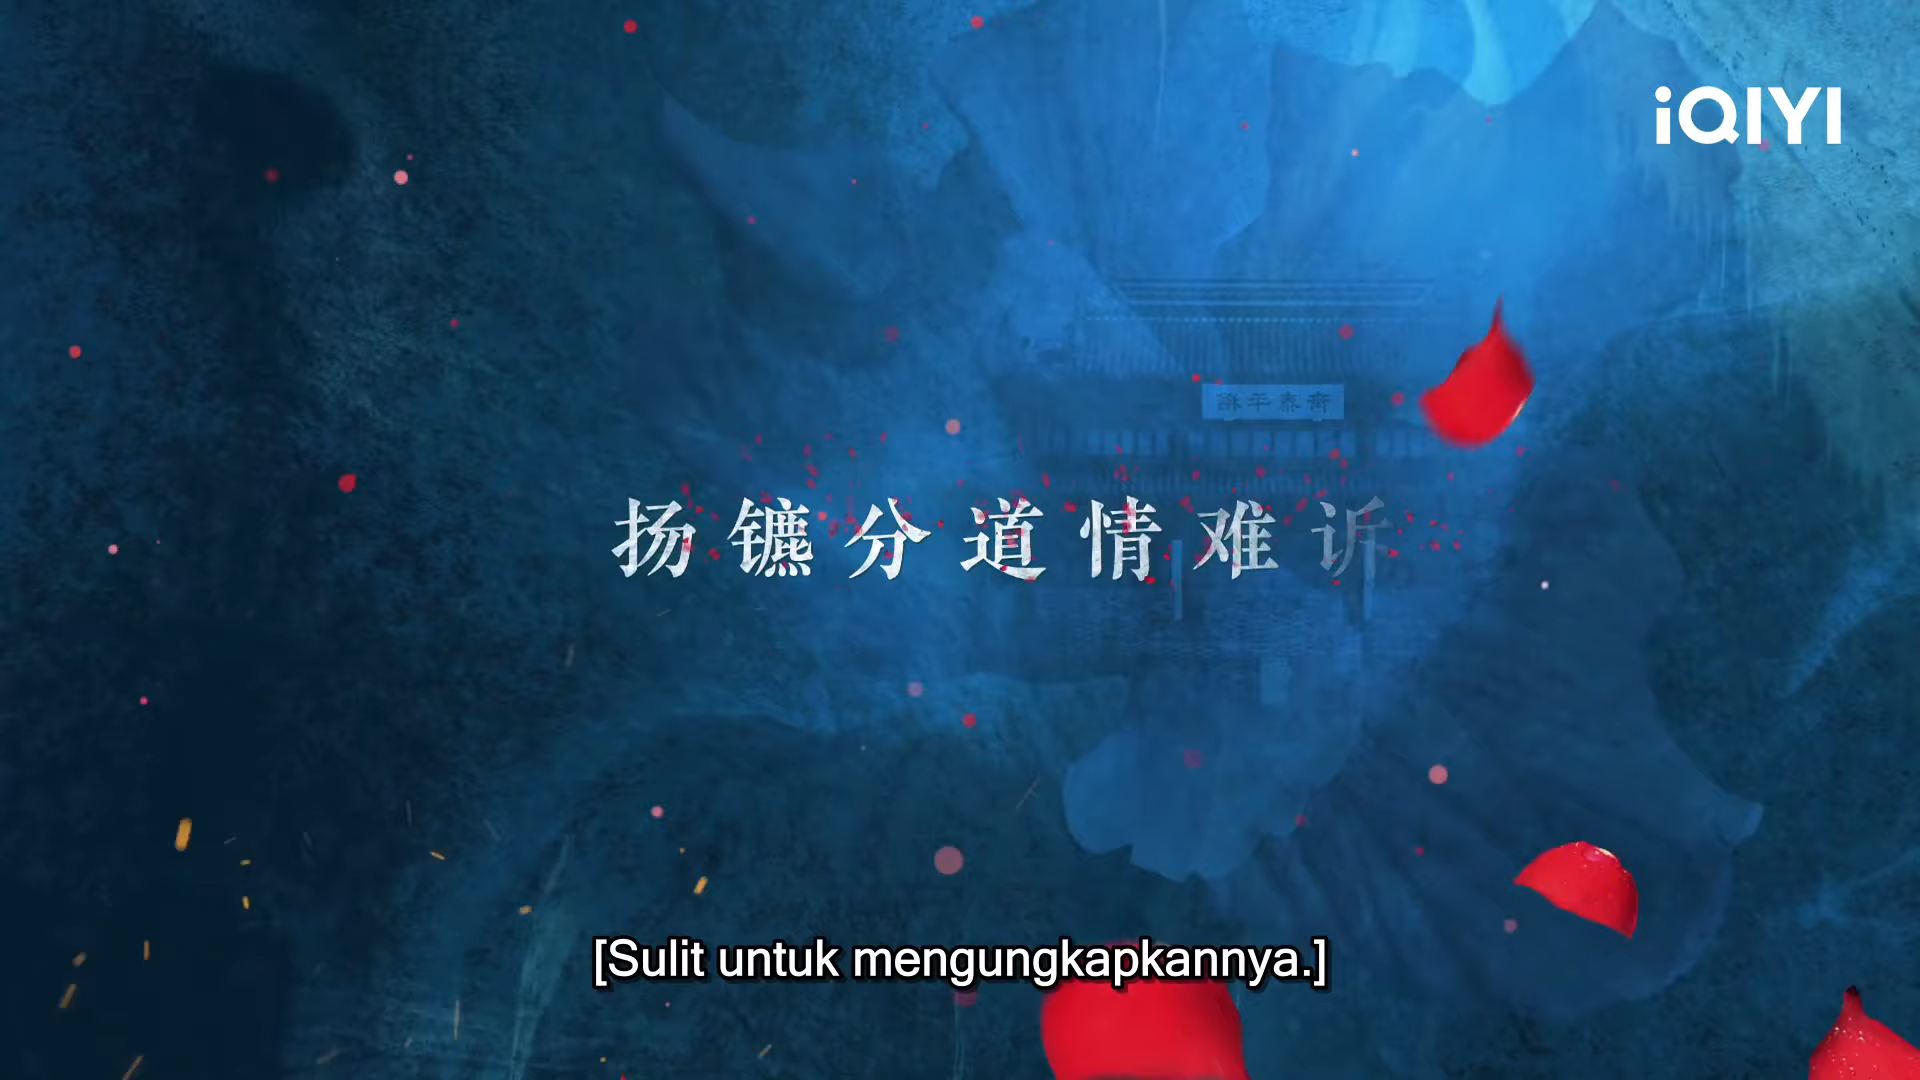 iQIYI
扬镳分道情难诉
[Sulit untuk mengungkapkannya.]